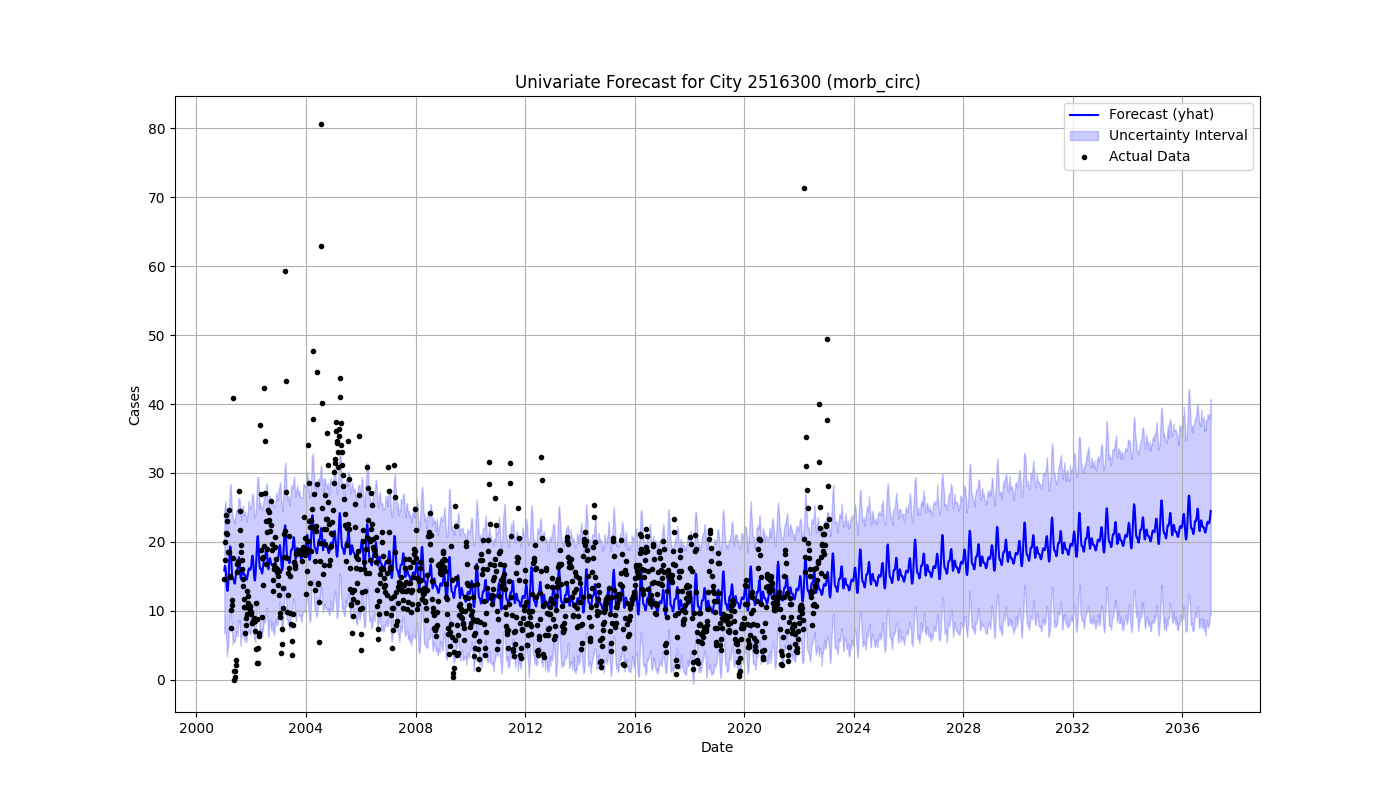 Univariate Forecast for City 2516300 (morb_circ)
Forecast (yhat)
Uncertainty Interval
Actual Data
Cases
80
70
60
50
40
30
20
10
0
2000 2004 2008 2012 2016 2020 2024 2028 2032 2036
Date